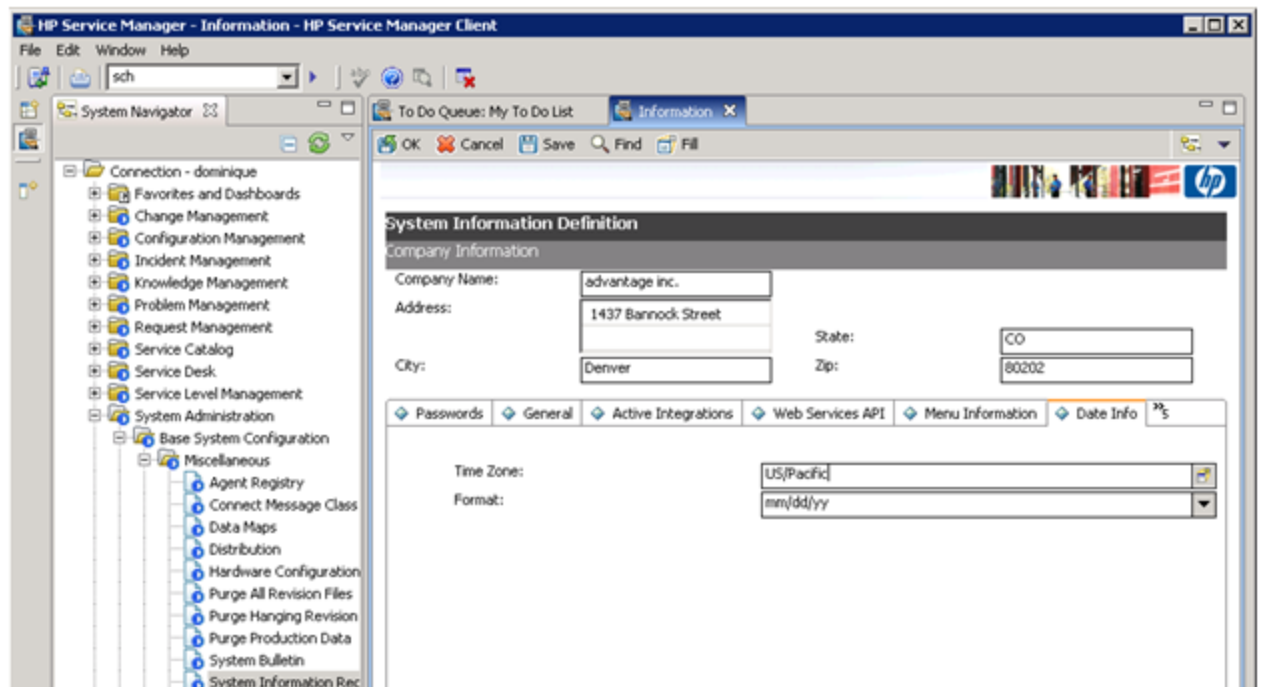 HP Service Manager - Information - HP Service Manager Client
File Edit Window Help
sch
System Navigator
To Do Queue: My To Do List
Information
OK Cancel Save Find Fill
Connection - dominique
Favorites and Dashboards
Change Management
Configuration Management
Incident Management
Knowledge Management
Problem Management
Request Management
Service Catalog
Service Desk
Service Level Management
System Administration
Base System Configuration
Miscellaneous
Agent Registry
Connect Message Class
Data Maps
Distribution
Hardware Configuration
Purge All Revision Files
Purge Hanging Revision
Purge Production Data
System Bulletin
System Information Rec
hp
System Information Definition
Company Information
Company Name: advantage inc.
Address: 1437 Bannock Street
State: CO
City: Denver
Zip: 80202
Passwords General Active Integrations Web Services API Menu Information Date Info »5
Time Zone: US/Pacific
Format: mm/dd/yy